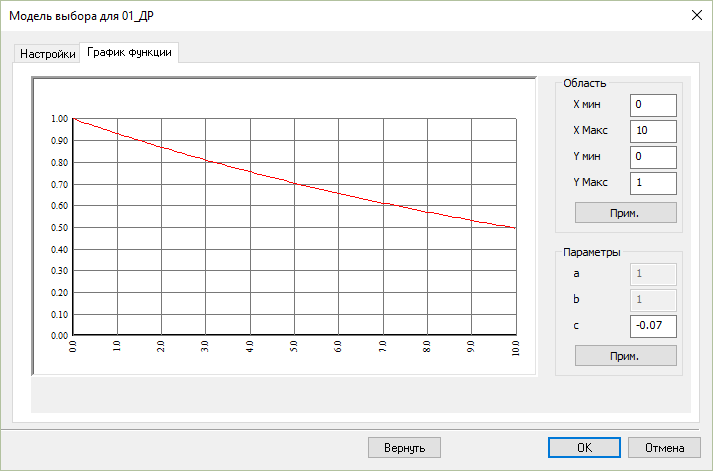 Модель выбора для 01_ДР
Настройки
График функции
1.00
0.90
0.80
0.70
0.60
0.50
0.40
0.30
0.20
0.10
0.00
0.0
1.0
2.0
3.0
4.0
5.0
6.0
7.0
8.0
9.0
10.0
Область
X мин 0
X Макс 10
Y мин 0
Y Макс 1
Прим.
Параметры
a 1
b 1
c -0.07
Прим.
Вернуть
OK
Отмена